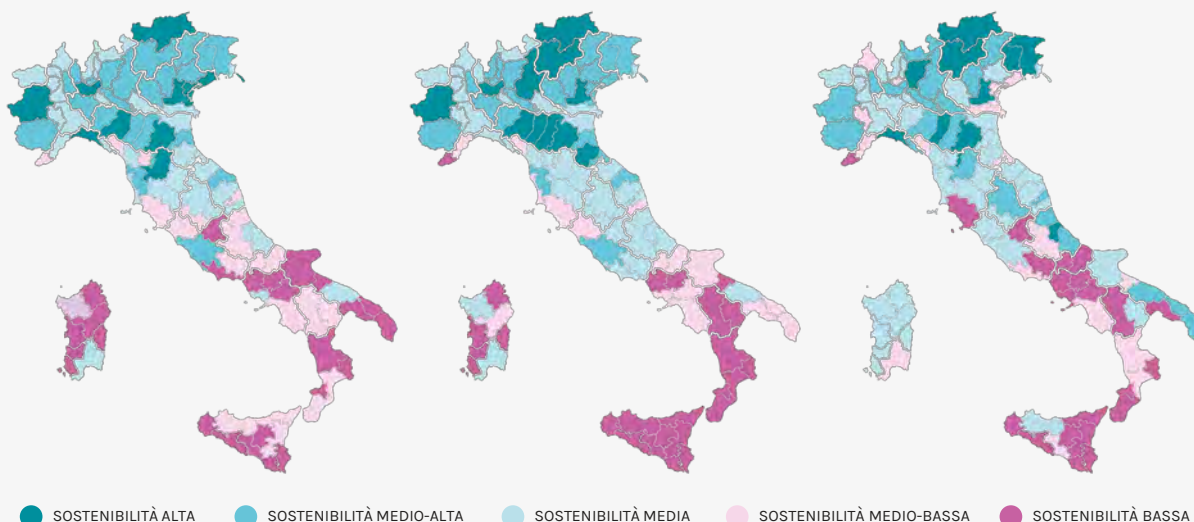 SOSTENIBILITÀ ALTA
SOSTENIBILITÀ MEDIO-ALTA
SOSTENIBILITÀ MEDIA
SOSTENIBILITÀ MEDIO-BASSA
SOSTENIBILITÀ BASSA